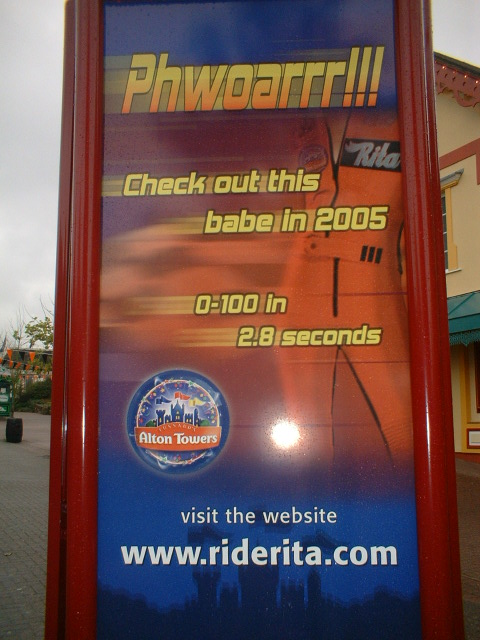 Phwoarrr!!!
Rita
Check out this
babe in 2005
0-100 in
2.8 seconds
Alton Towers
visit the website
www.riderita.com